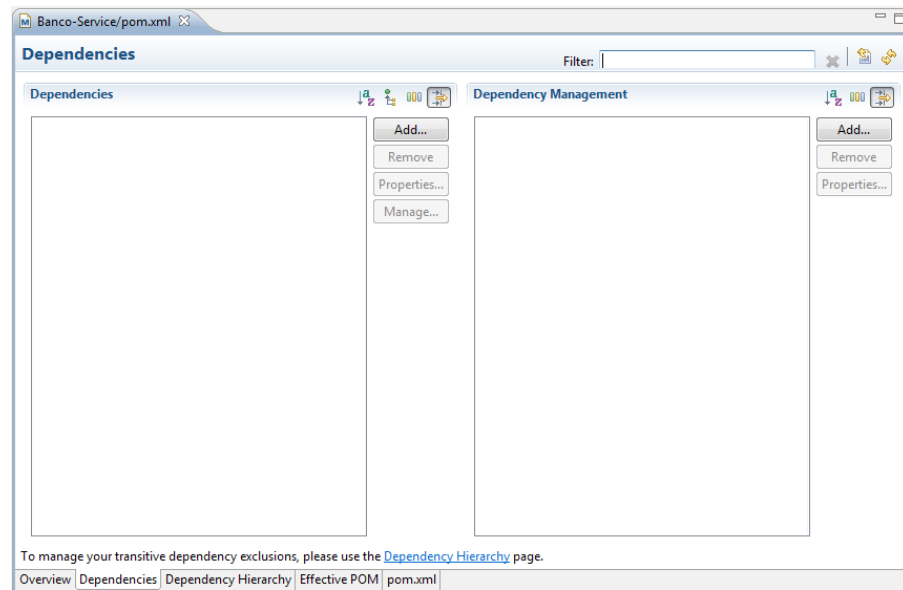 Banco-Service/pom.xml
Dependencies
Filter:
Dependencies
Dependency Management
Add...
Remove
Properties...
Manage...
Add...
Remove
Properties...
To manage your transitive dependency exclusions, please use the Dependency Hierarchy page.
Overview Dependencies Dependency Hierarchy Effective POM pom.xml